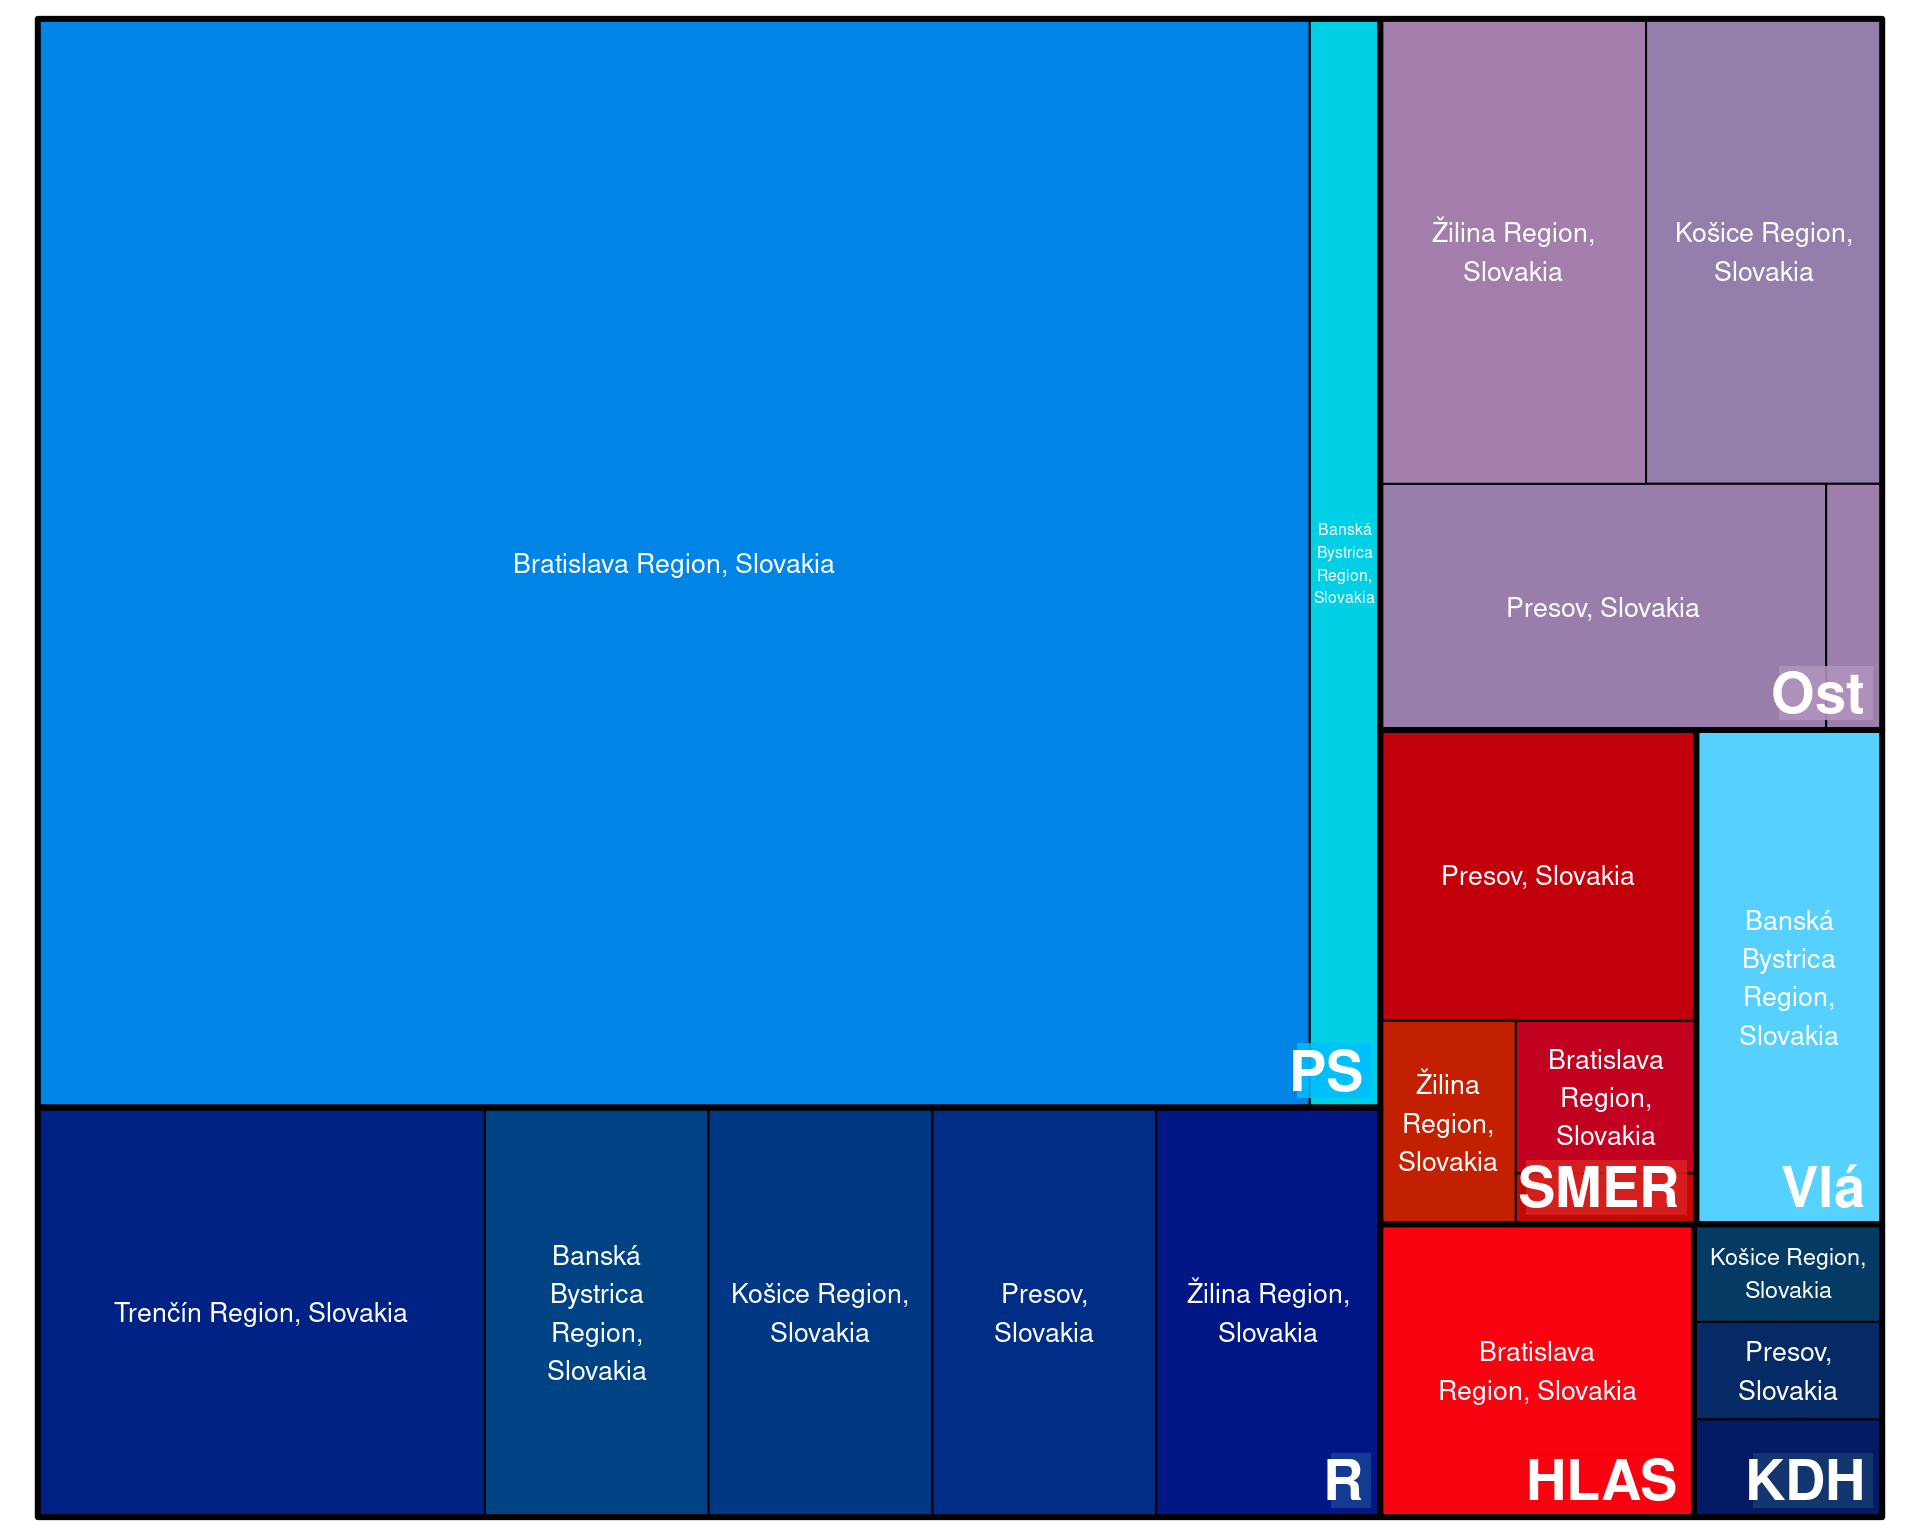 Bratislava Region, Slovakia
Banská
Bystrica
Region,
Slovakia
PS
Trenčín Region, Slovakia
Banská
Bystrica
Region,
Slovakia
Košice Region,
Slovakia
Presov,
Slovakia
Žilina Region,
Slovakia
R
Žilina Region,
Slovakia
Košice Region,
Slovakia
Presov, Slovakia
Ost
Presov, Slovakia
Žilina
Region,
Slovakia
Bratislava
Region,
Slovakia
SMER
Banská
Bystrica
Region,
Slovakia
Vlá
Bratislava
Region, Slovakia
HLAS
Košice Region,
Slovakia
Presov,
Slovakia
KDH